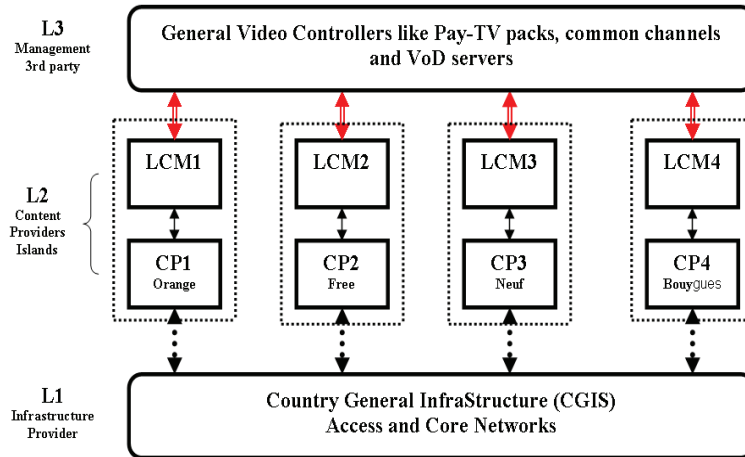 L3
Management
3rd party
General Video Controllers like Pay-TV packs, common channels
and VoD servers
LCM1
LCM2
LCM3
LCM4
L2
Content
Providers
Islands
CP1
Orange
CP2
Free
CP3
Neuf
CP4
Bouygues
L1
Infrastructure
Provider
Country General InfraStructure (CGIS)
Access and Core Networks